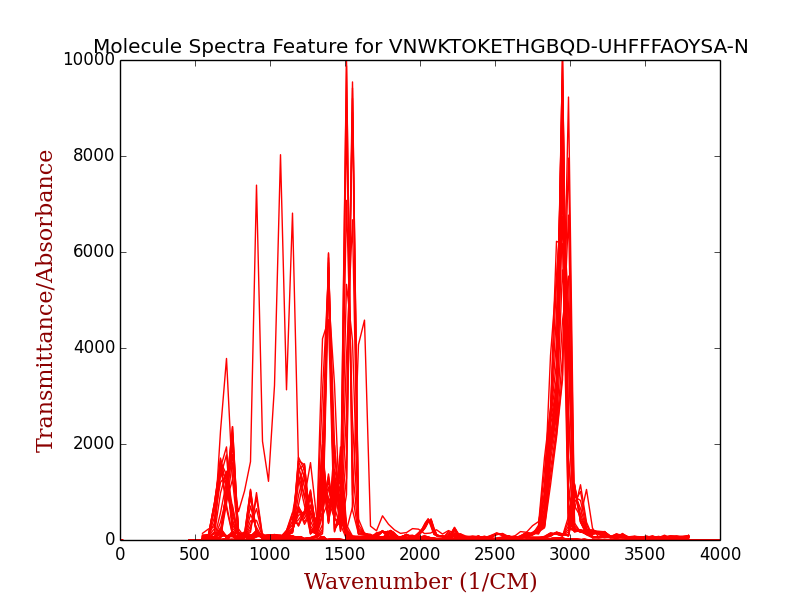 Molecule Spectra Feature for VNWKTOKETHGBQD-UHFFFAOYSA-N
10000
8000
6000
4000
2000
0
Transmittance/Absorbance
0 500 1000 1500 2000 2500 3000 3500 4000
Wavenumber (1/CM)